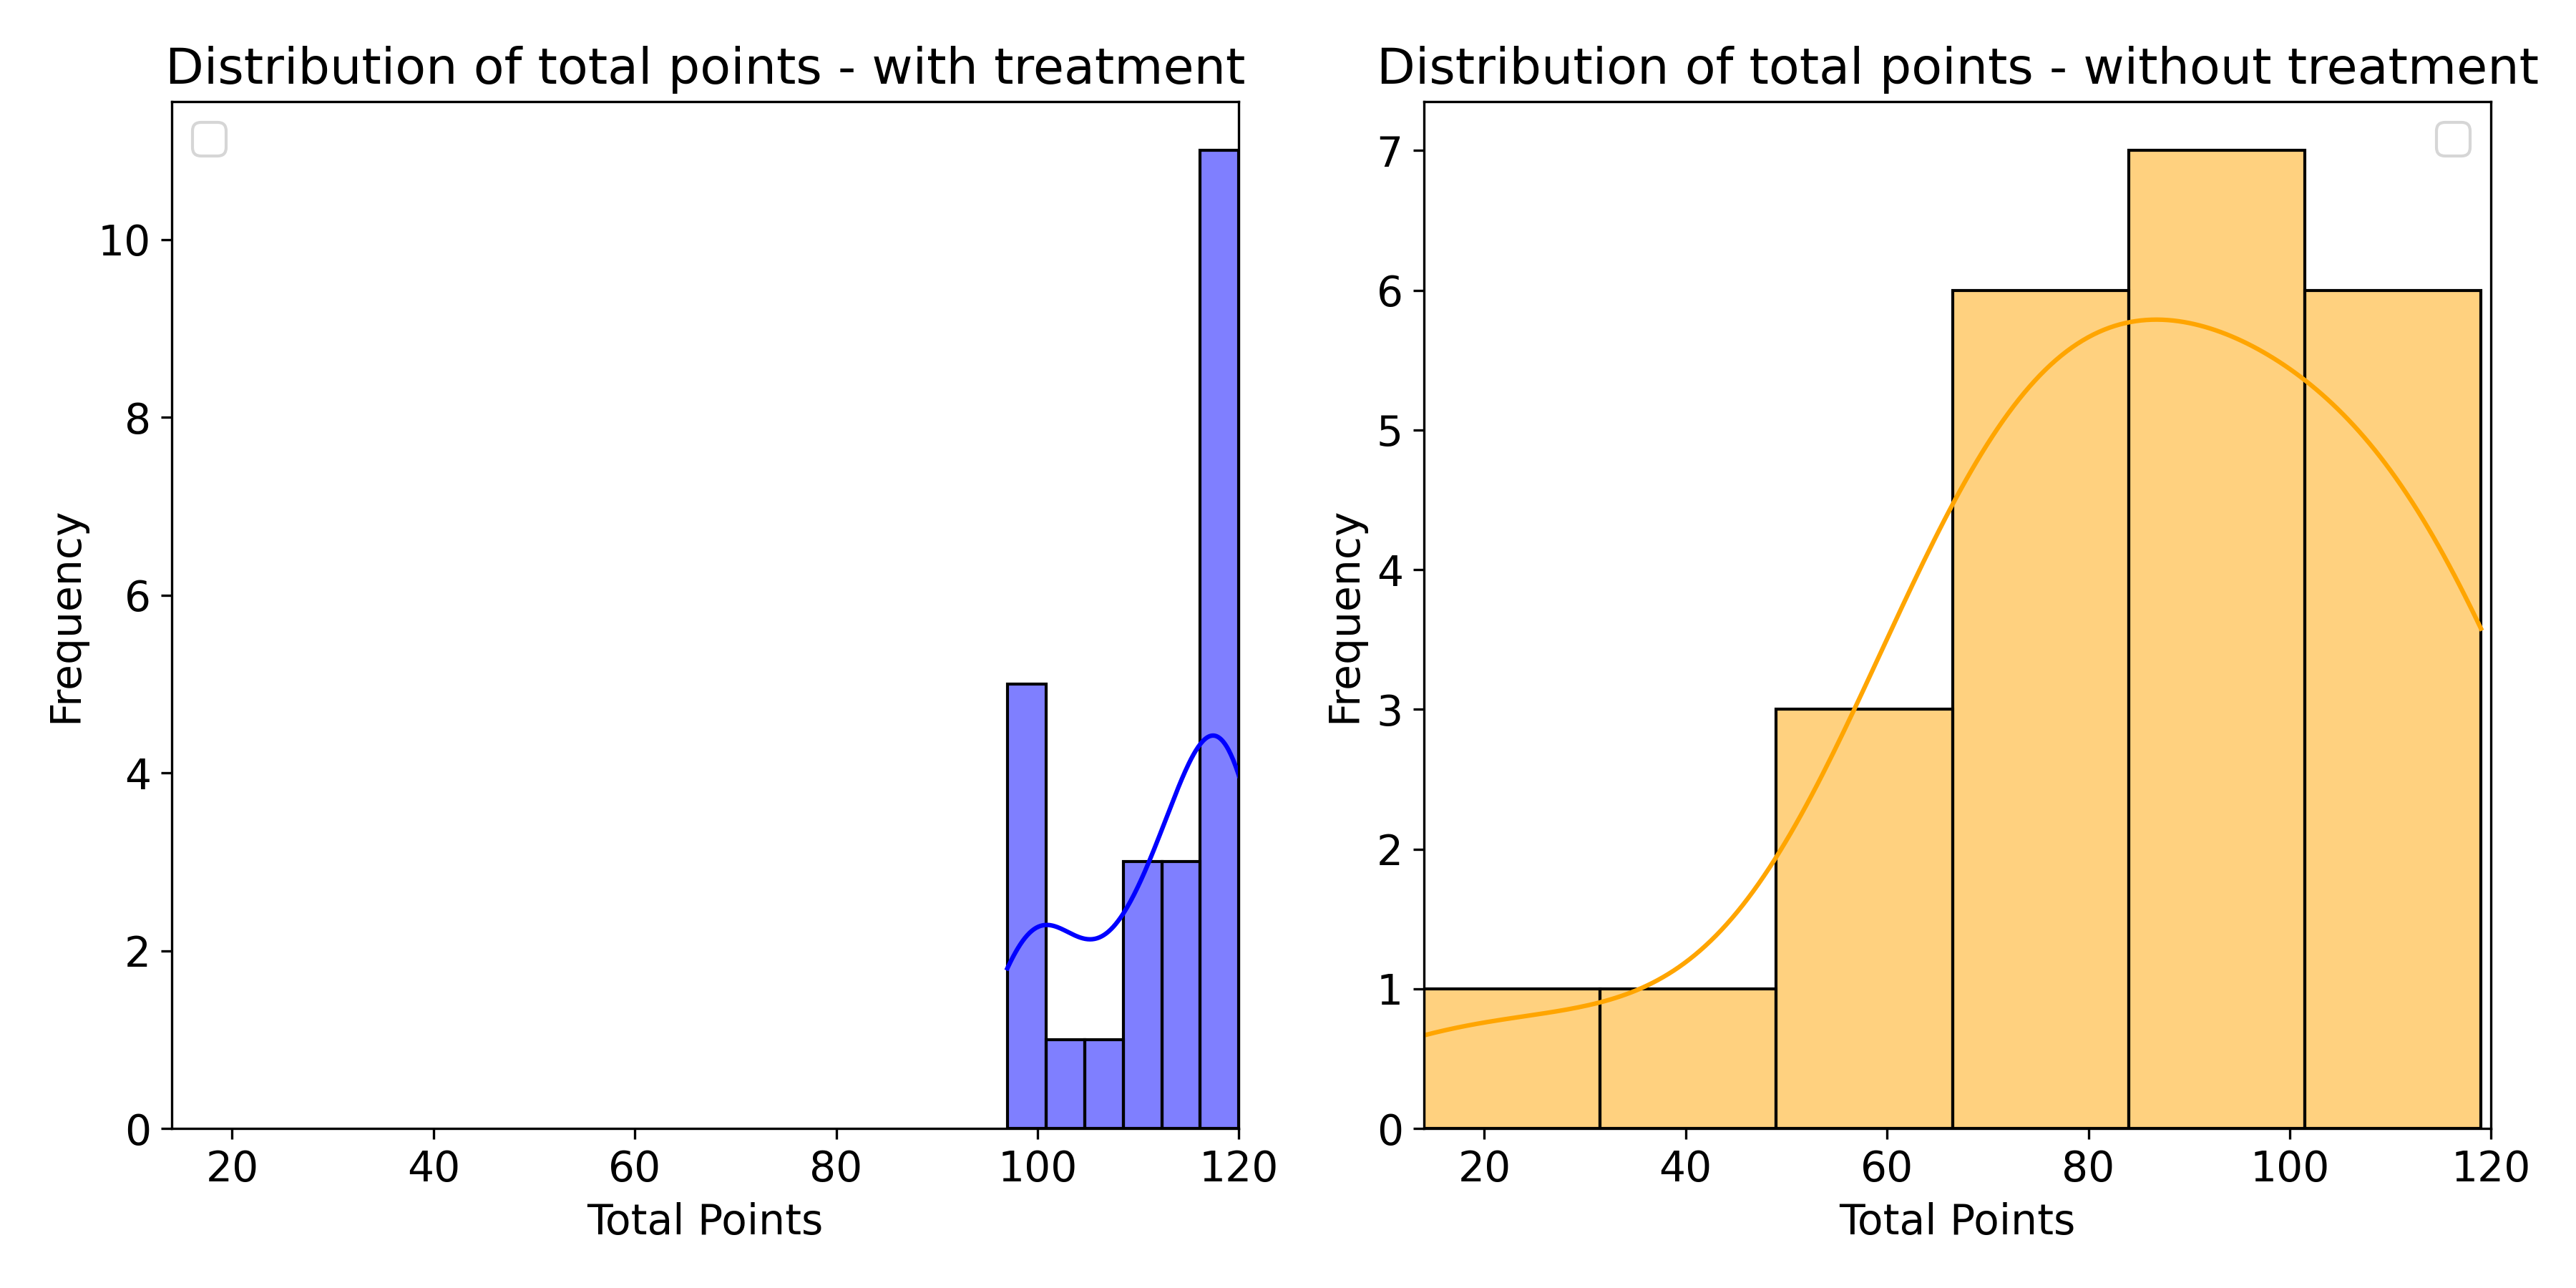 Distribution of total points - with treatment
Frequency
10
8
6
4
2
0
20 40 60 80 100 120
Total Points
Distribution of total points - without treatment
Frequency
7
6
5
4
3
2
1
0
20 40 60 80 100 120
Total Points